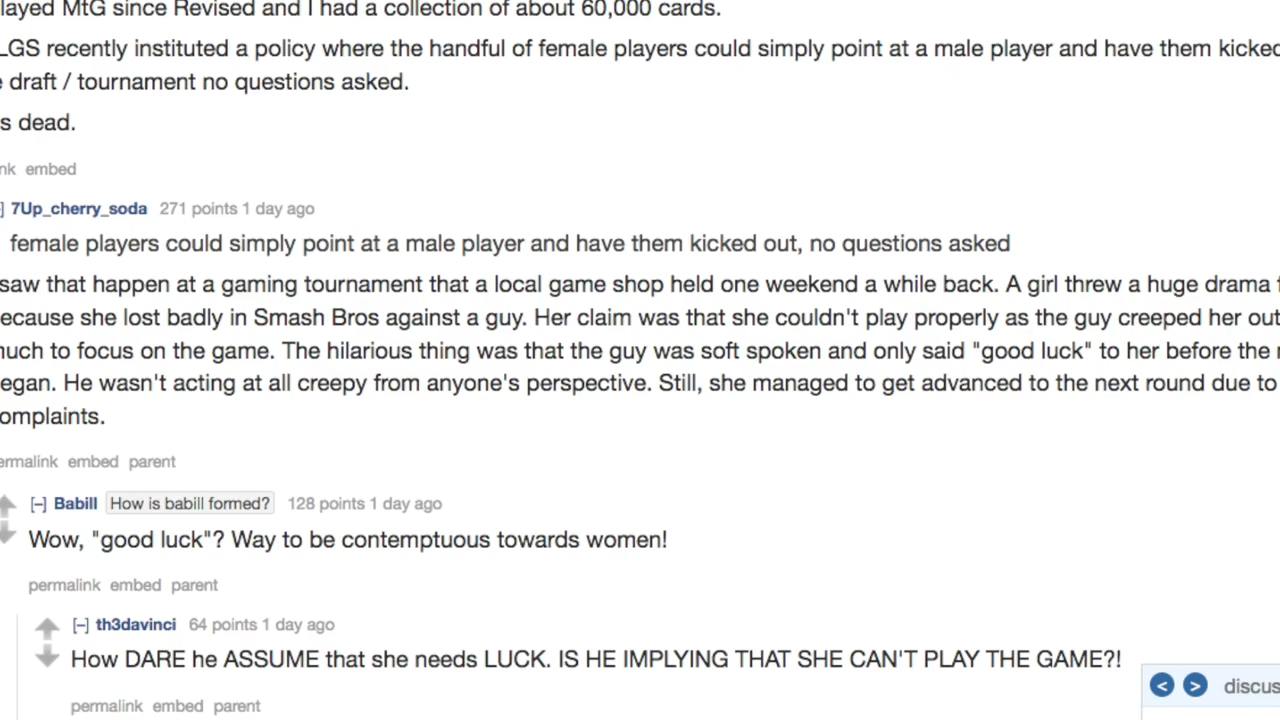 layed MtG since Revised and I had a collection of about 60,000 cards.
LGS recently instituted a policy where the handful of female players could simply point at a male player and have them kicked
e draft / tournament no questions asked.
s dead.
nk embed
] 7Up_cherry_soda 271 points 1 day ago
female players could simply point at a male player and have them kicked out, no questions asked
saw that happen at a gaming tournament that a local game shop held one weekend a while back. A girl threw a huge drama f
ecause she lost badly in Smash Bros against a guy. Her claim was that she couldn't play properly as the guy creeped her out
much to focus on the game. The hilarious thing was that the guy was soft spoken and only said "good luck" to her before the r
egan. He wasn't acting at all creepy from anyone's perspective. Still, she managed to get advanced to the next round due to
omplaints.
ermalink embed parent
[–] Babill How is babill formed? 128 points 1 day ago
Wow, "good luck"? Way to be contemptuous towards women!
permalink embed parent
[–] th3davinci 64 points 1 day ago
How DARE he ASSUME that she needs LUCK. IS HE IMPLYING THAT SHE CAN'T PLAY THE GAME?!
< > discus
permalink embed parent